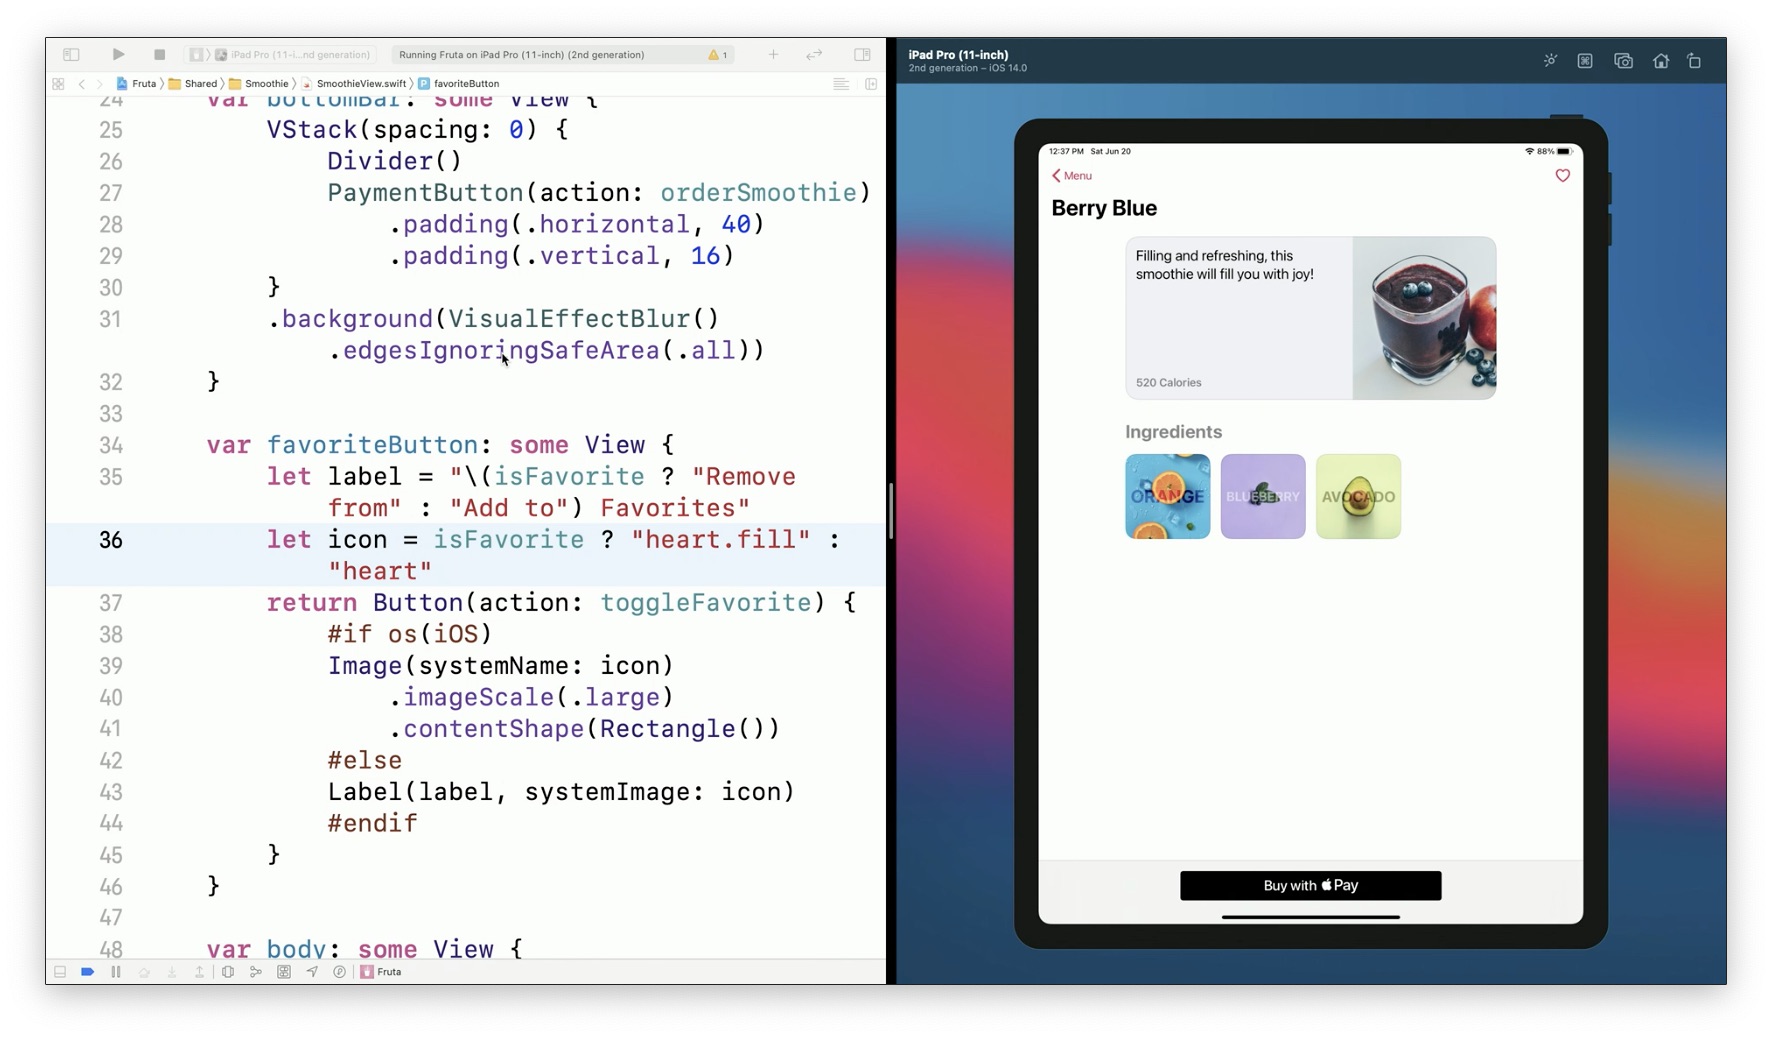 iPad Pro (11-i...nd generation)
Running Fruta on iPad Pro (11-inch) (2nd generation)
1
Fruta
Shared
Smoothie
SmoothieView.swift
favoriteButton
24 var bottomBar: some View {
25 VStack(spacing: 0) {
26 Divider()
27 PaymentButton(action: orderSmoothie)
28 .padding(.horizontal, 40)
29 .padding(.vertical, 16)
30 }
31 .background(VisualEffectBlur()
.edgesIgnoringSafeArea(.all))
32 }
33
34 var favoriteButton: some View {
35 let label = "\(isFavorite ? "Remove
from" : "Add to") Favorites"
36 let icon = isFavorite ? "heart.fill" :
"heart"
37 return Button(action: toggleFavorite) {
38 #if os(iOS)
39 Image(systemName: icon)
40 .imageScale(.large)
41 .contentShape(Rectangle())
42 #else
43 Label(label, systemImage: icon)
44 #endif
45 }
46 }
47
48 var body: some View {
Fruta
iPad Pro (11-inch)
2nd generation – iOS 14.0
12:37 PM Sat Jun 20
88%
Menu
Berry Blue
Filling and refreshing, this
smoothie will fill you with joy!
520 Calories
Ingredients
ORANGE
BLUEBERRY
AVOCADO
Buy with Pay